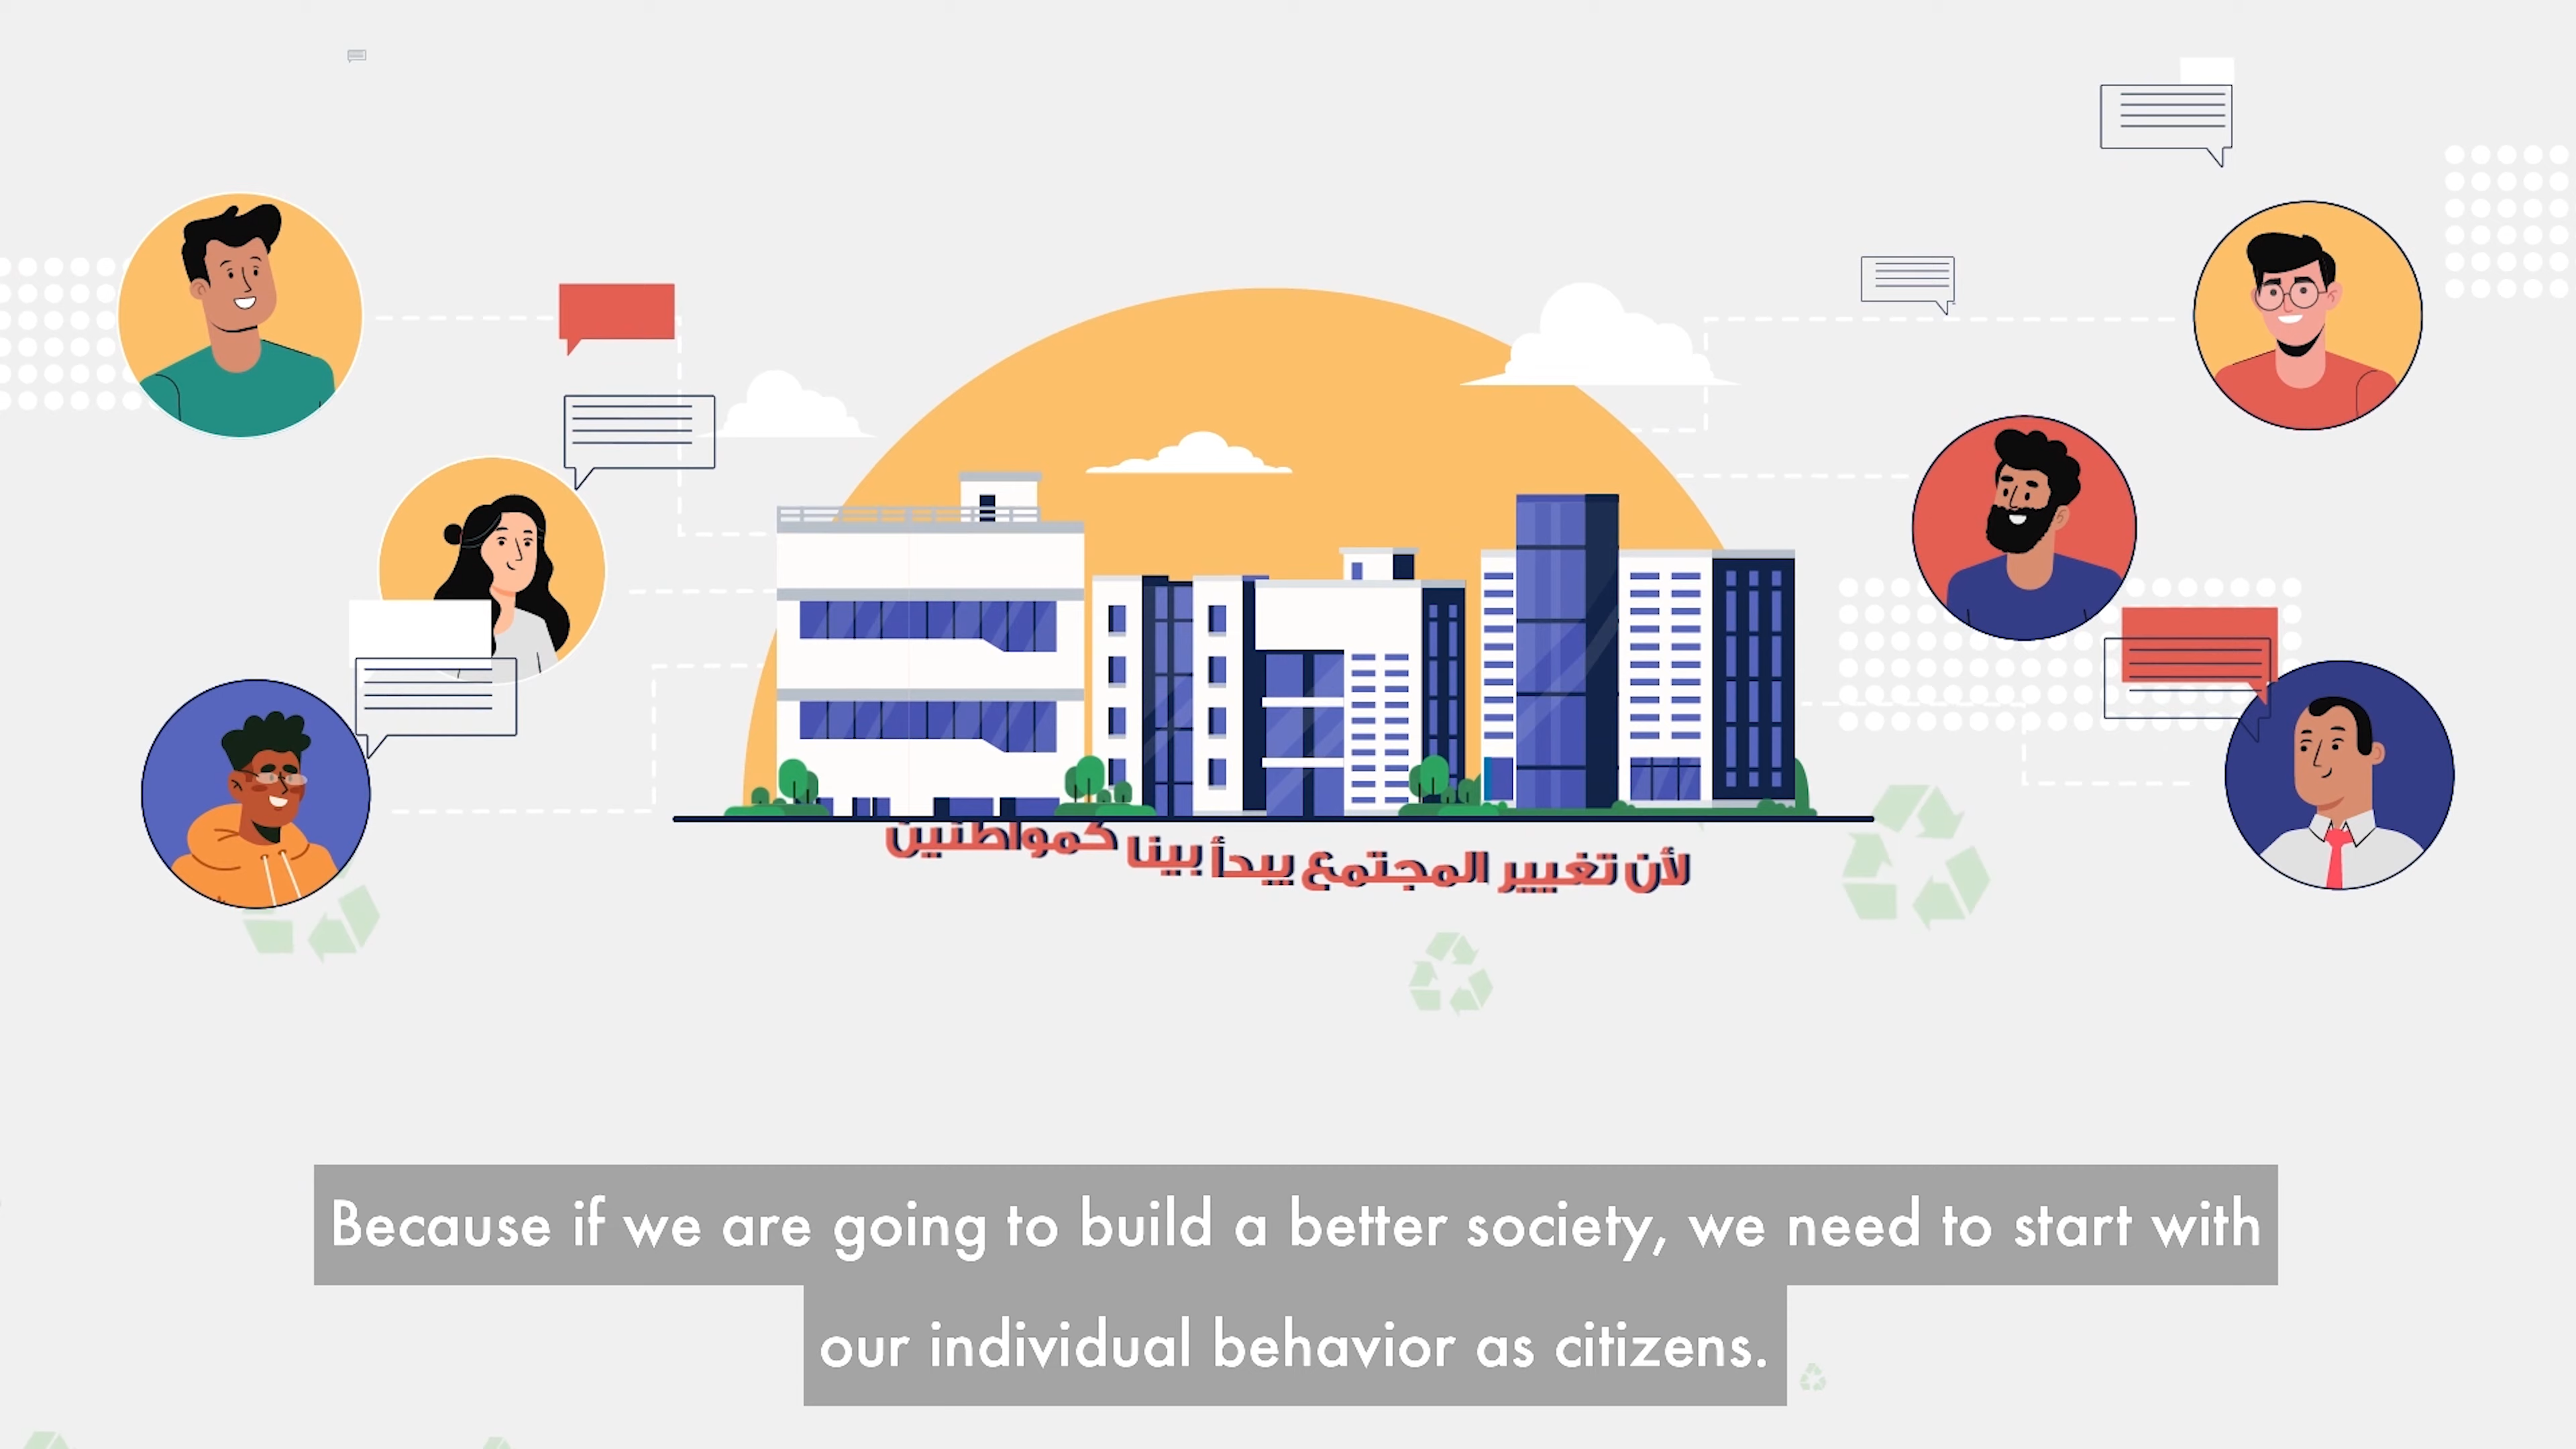 لأن تغيير المجتمع يبدأ بينا كمواطنين
Because if we are going to build a better society, we need to start with
our individual behavior as citizens.